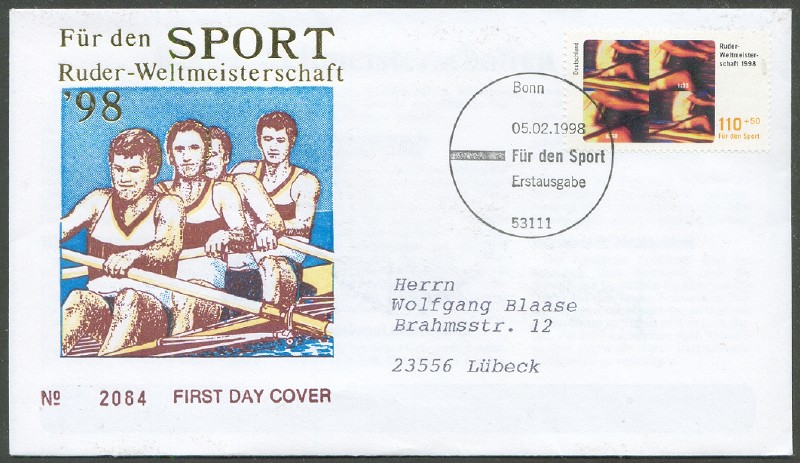 Für den SPORT
Ruder-Weltmeisterschaft
'98
Nº 2084 FIRST DAY COVER
Bonn
05.02.1998
Für den Sport
Erstausgabe
53111
Deutschland
Ruder-
Weltmeister-
schaft 1998
110 +50
Für den Sport
Herrn
Wolfgang Blaase
Brahmsstr. 12
23556 Lübeck